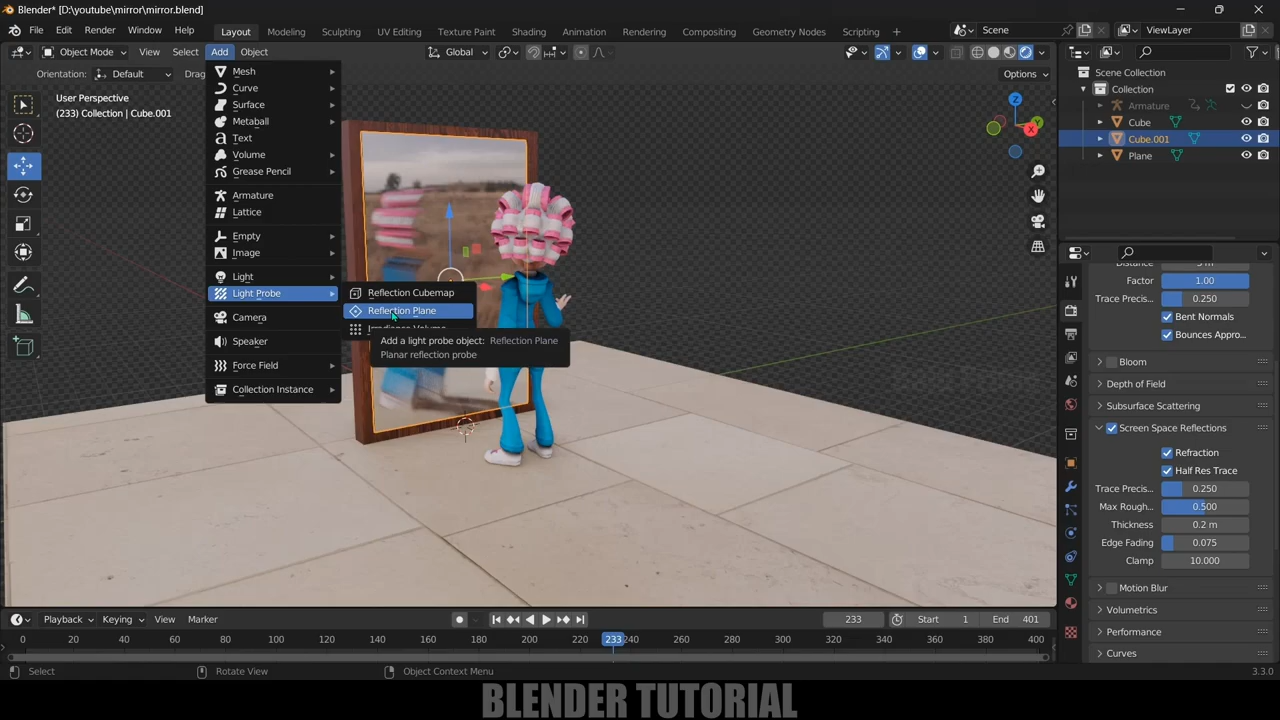 Blender* [D:\youtube\mirror\mirror.blend]
File Edit Render Window Help Layout Modeling Sculpting UV Editing Texture Paint Shading Animation Rendering Compositing Geometry Nodes Scripting + Scene ViewLayer
Object Mode View Select Add Object Global
Orientation: Default Drag Options
User Perspective
(233) Collection | Cube.001
Mesh
Curve
Surface
Metaball
Text
Volume
Grease Pencil
Armature
Lattice
Empty
Image
Light
Light Probe
Camera
Speaker
Force Field
Collection Instance
Reflection Cubemap
Reflection Plane
Irradiance Volume
Add a light probe object: Reflection Plane
Planar reflection probe
Z
Y
X
Scene Collection
Collection
Armature
Cube
Cube.001
Plane
Distance 3 m
Factor 1.00
Trace Precis... 0.250
Bent Normals
Bounces Appro...
Bloom
Depth of Field
Subsurface Scattering
Screen Space Reflections
Refraction
Half Res Trace
Trace Precis... 0.250
Max Rough... 0.500
Thickness 0.2 m
Edge Fading 0.075
Clamp 10.000
Motion Blur
Volumetrics
Performance
Curves
Playback Keying View Marker 233 Start 1 End 401
0 20 40 60 80 100 120 140 160 180 200 220 233 240 260 280 300 320 340 360 380 400
Select Rotate View Object Context Menu 3.3.0
BLENDER TUTORIAL